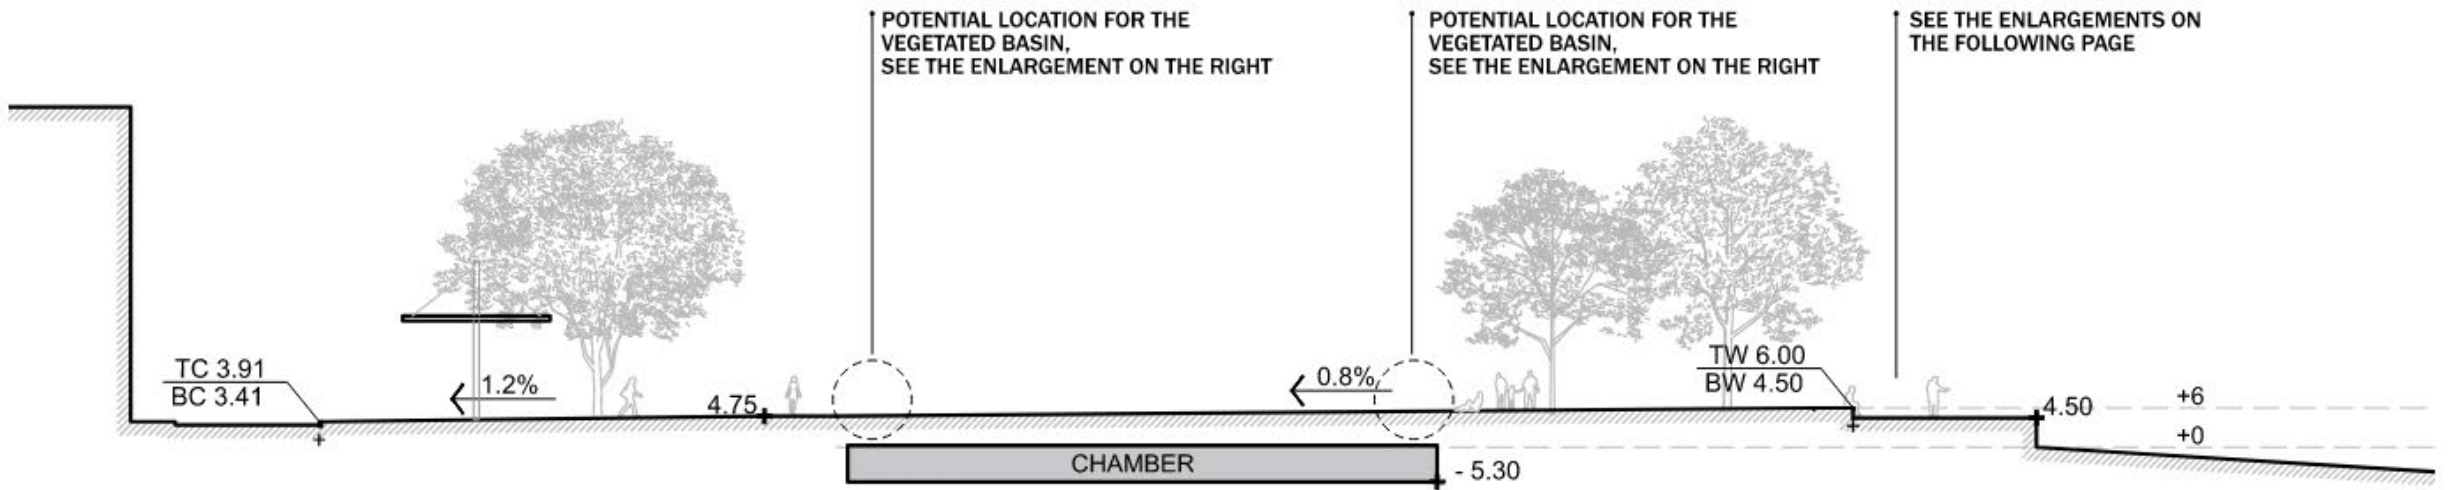 POTENTIAL LOCATION FOR THE
VEGETATED BASIN,
SEE THE ENLARGEMENT ON THE RIGHT
POTENTIAL LOCATION FOR THE
VEGETATED BASIN,
SEE THE ENLARGEMENT ON THE RIGHT
SEE THE ENLARGEMENTS ON
THE FOLLOWING PAGE
TC 3.91
BC 3.41
1.2%
4.75
0.8%
TW 6.00
BW 4.50
4.50
+6
+0
CHAMBER
- 5.30